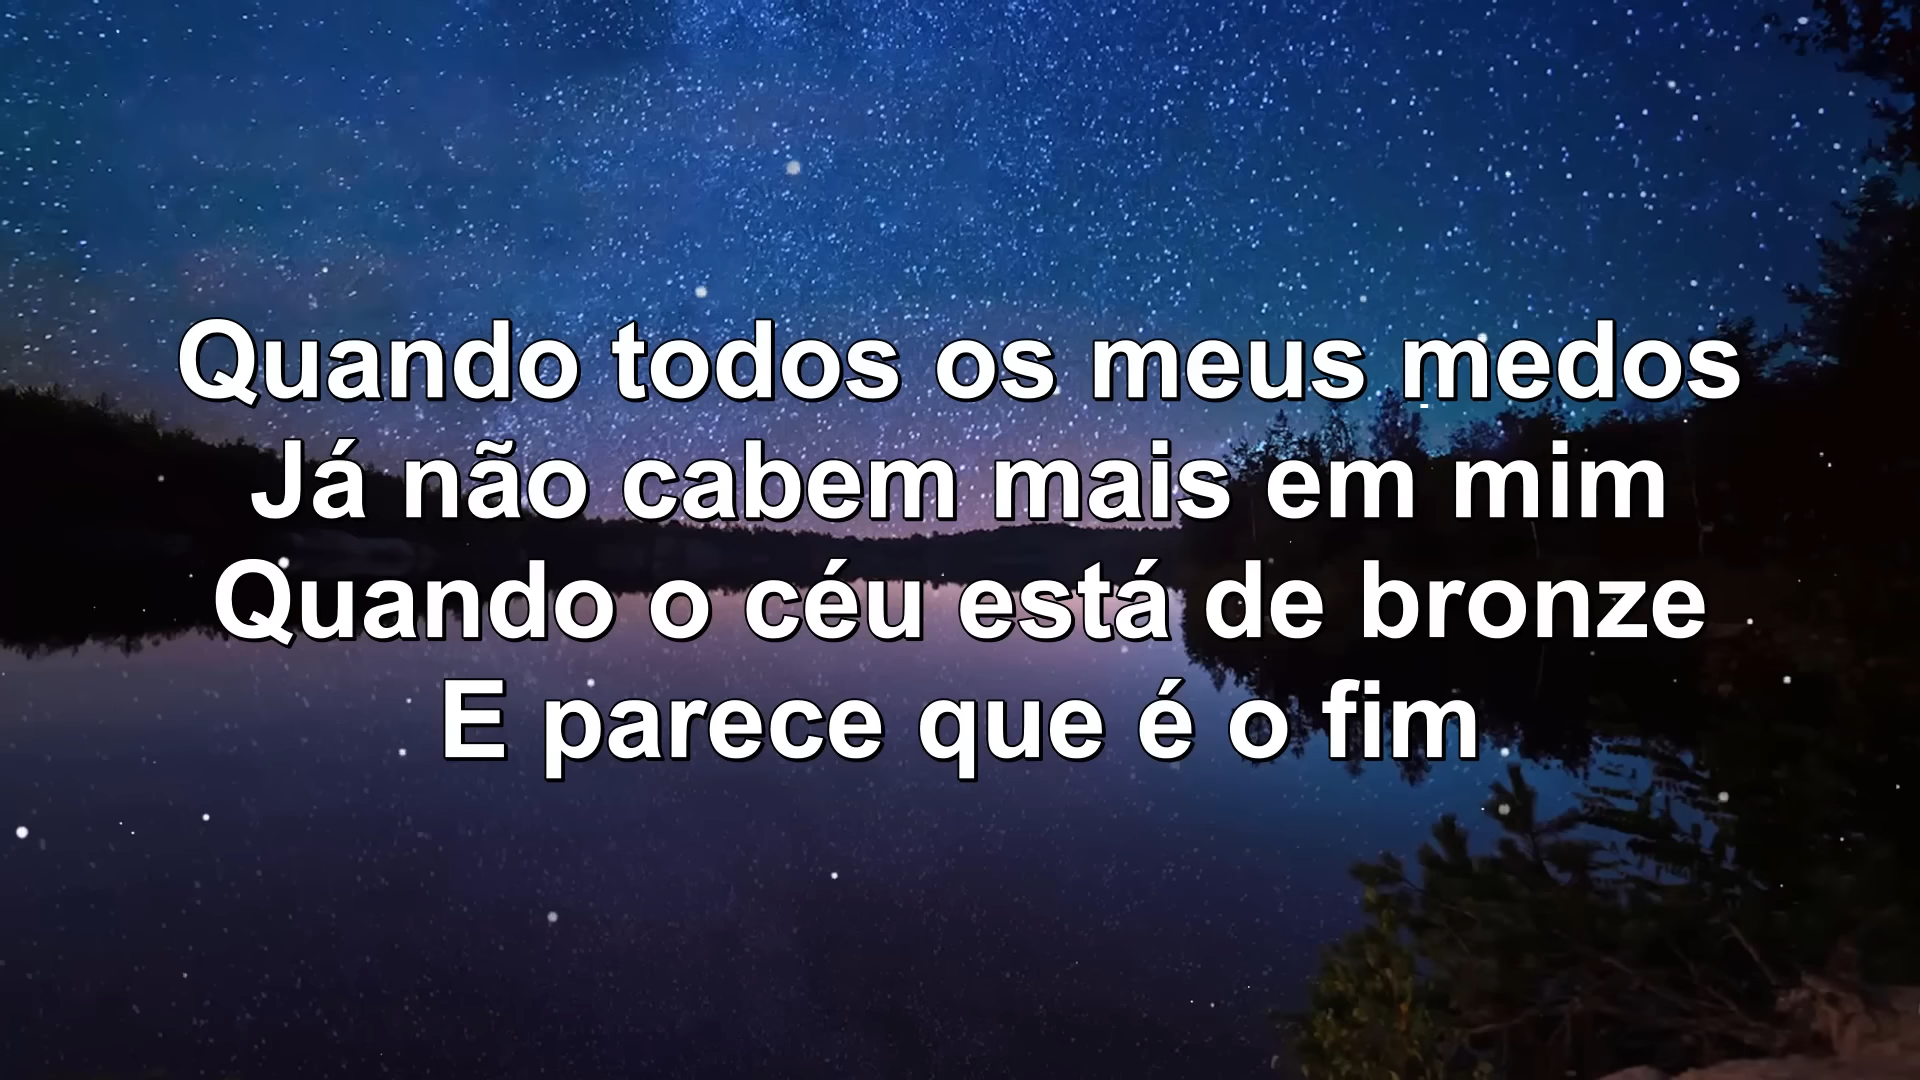 Quando todos os meus medos
Já não cabem mais em mim
Quando o céu está de bronze
E parece que é o fim